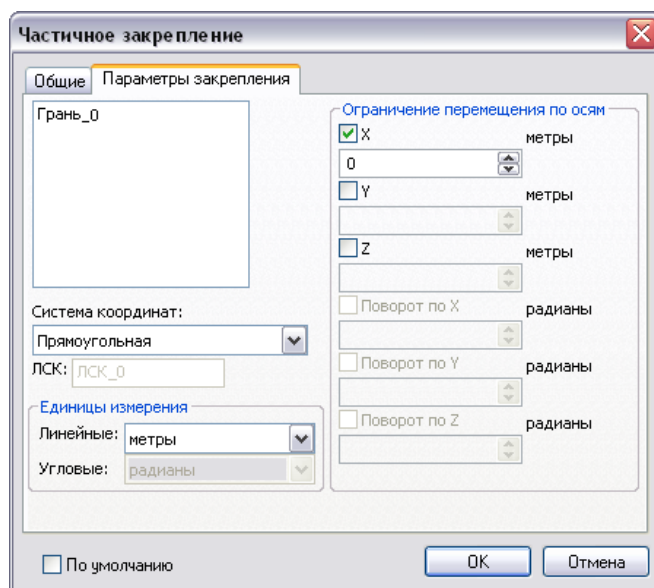 Частичное закрепление
Общие
Параметры закрепления
Грань_0
Система координат:
Прямоугольная
ЛСК: ЛСК_0
Единицы измерения
Линейные: метры
Угловые: радианы
Ограничение перемещения по осям
X метры
0
Y метры
Z метры
Поворот по X радианы
Поворот по Y радианы
Поворот по Z радианы
По умолчанию
OK
Отмена